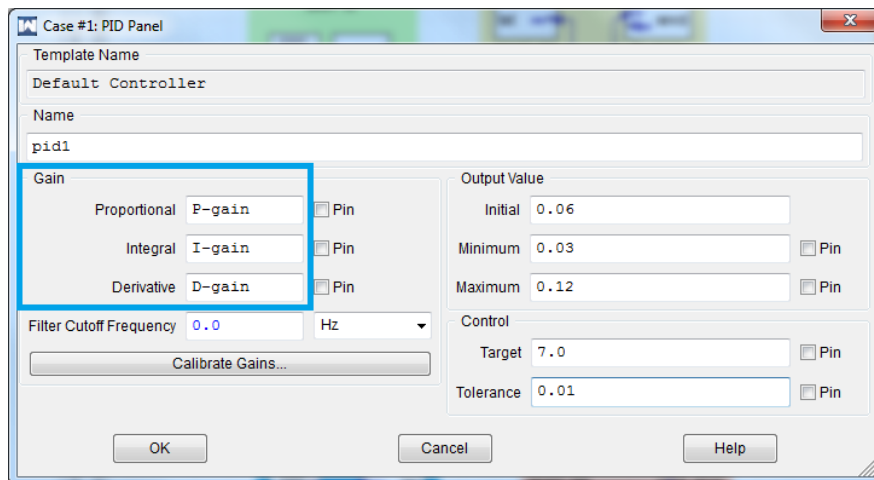 Case #1: PID Panel
Template Name
Default Controller
Name
pid1
Gain
Proportional P-gain Pin
Integral I-gain Pin
Derivative D-gain Pin
Filter Cutoff Frequency 0.0 Hz
Calibrate Gains...
Output Value
Initial 0.06
Minimum 0.03 Pin
Maximum 0.12 Pin
Control
Target 7.0 Pin
Tolerance 0.01 Pin
OK Cancel Help